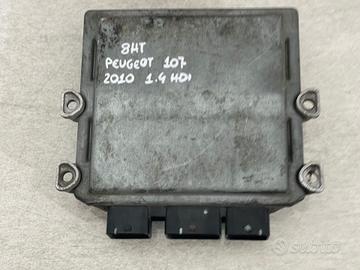 8HT
PEUGEOT 107
2010 1.4 HDI
subito